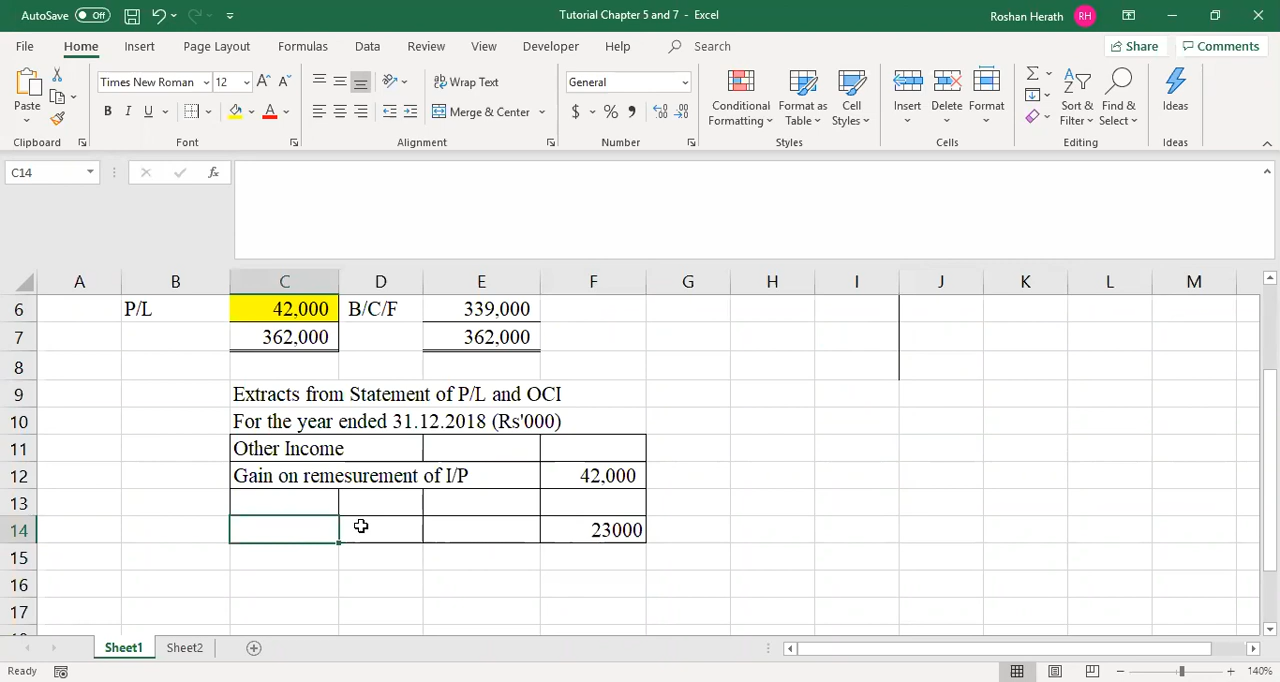 AutoSave Off Tutorial Chapter 5 and 7 - Excel Roshan Herath RH
File Home Insert Page Layout Formulas Data Review View Developer Help Search Share Comments
Paste Times New Roman 12 A A Wrap Text General Conditional Formatting Format as Table Cell Styles Insert Delete Format Sort & Filter Find & Select Ideas
B I U A Merge & Center $ % ,
Clipboard Font Alignment Number Styles Cells Editing Ideas
C14 fx
A B C D E F G H I J K L M
6 P/L 42,000 B/C/F 339,000
7 362,000 362,000
8
9 Extracts from Statement of P/L and OCI
10 For the year ended 31.12.2018 (Rs'000)
11 Other Income
12 Gain on remesurement of I/P 42,000
13
14 23000
15
16
17
Sheet1 Sheet2
Ready 140%